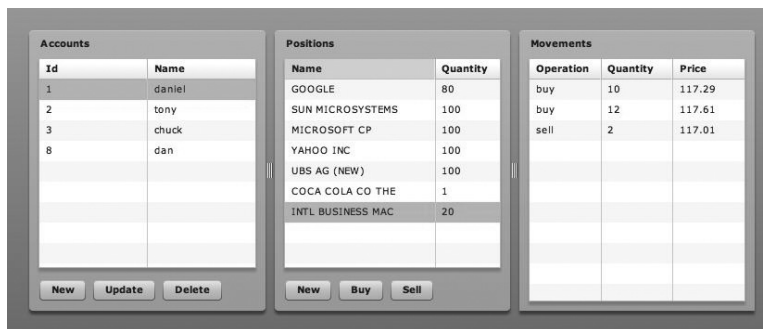 Accounts
Id Name
1 daniel
2 tony
3 chuck
8 dan
New Update Delete
Positions
Name Quantity
GOOGLE 80
SUN MICROSYSTEMS 100
MICROSOFT CP 100
YAHOO INC 100
UBS AG (NEW) 100
COCA COLA CO THE 1
INTL BUSINESS MAC 20
New Buy Sell
Movements
Operation Quantity Price
buy 10 117.29
buy 12 117.61
sell 2 117.01